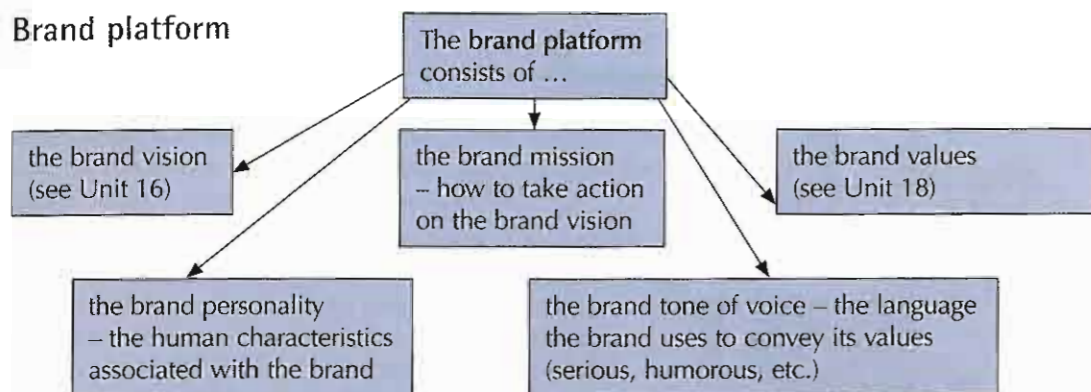 Brand platform
The brand platform
consists of ...
the brand vision
(see Unit 16)
the brand mission
– how to take action
on the brand vision
the brand values
(see Unit 18)
the brand personality
– the human characteristics
associated with the brand
the brand tone of voice – the language
the brand uses to convey its values
(serious, humorous, etc.)